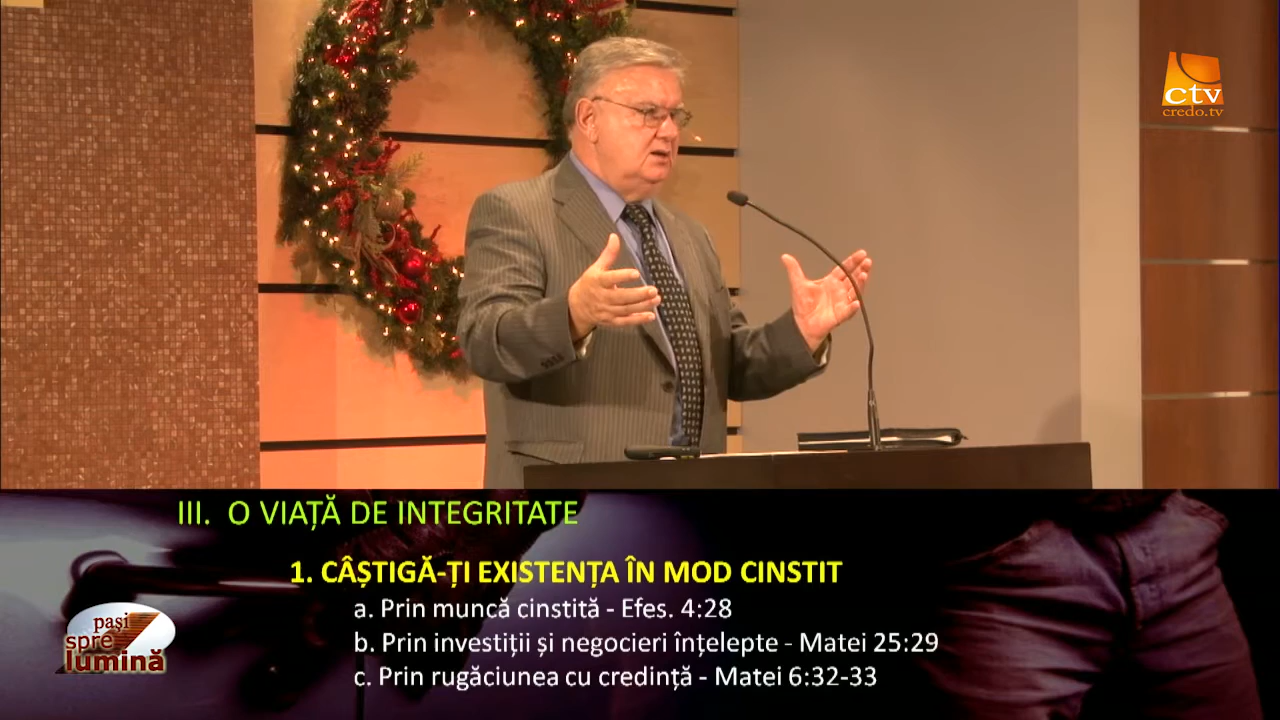 ctv
credo.tv
III. O VIAȚĂ DE INTEGRITATE
1. CÂȘTIGĂ-ȚI EXISTENȚA ÎN MOD CINSTIT
a. Prin muncă cinstită - Efes. 4:28
b. Prin investiții și negocieri înțelepte - Matei 25:29
c. Prin rugăciunea cu credință - Matei 6:32-33
pași
spre
lumină